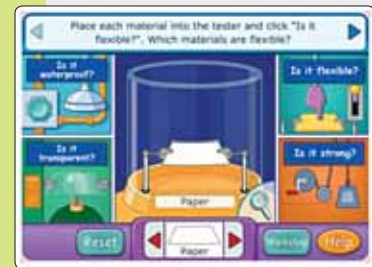 Place each material into the tester and click "Is it
flexible?". Which materials are flexible?
Is it
waterproof?
Is it flexible?
Is it
transparent?
Is it strong?
Paper
Reset
Paper
Help